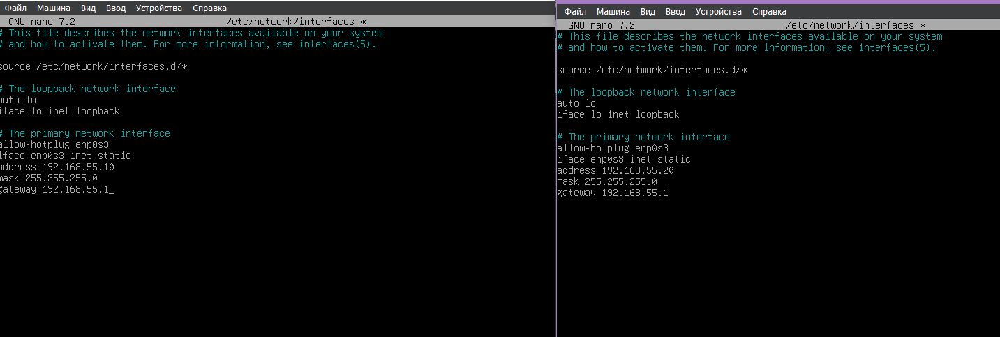 Файл Машина Вид Ввод Устройства Справка
GNU nano 7.2 /etc/network/interfaces *
# This file describes the network interfaces available on your system
# and how to activate them. For more information, see interfaces(5).
source /etc/network/interfaces.d/*
# The loopback network interface
auto lo
iface lo inet loopback
# The primary network interface
allow-hotplug enp0s3
iface enp0s3 inet static
address 192.168.55.10
mask 255.255.255.0
gateway 192.168.55.1_
Файл Машина Вид Ввод Устройства Справка
GNU nano 7.2 /etc/network/interfaces *
# This file describes the network interfaces available on your system
# and how to activate them. For more information, see interfaces(5).
source /etc/network/interfaces.d/*
# The loopback network interface
auto lo
iface lo inet loopback
# The primary network interface
allow-hotplug enp0s3
iface enp0s3 inet static
address 192.168.55.20
mask 255.255.255.0
gateway 192.168.55.1